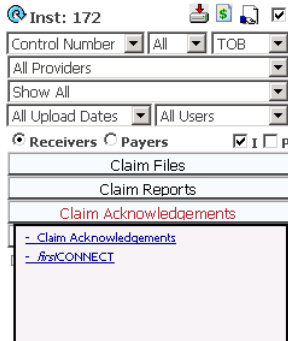 Inst: 172
Control Number All TOB
All Providers
Show All
All Upload Dates All Users
Receivers Payers I P
Claim Files
Claim Reports
Claim Acknowledgements
- Claim Acknowledgements
- firstCONNECT